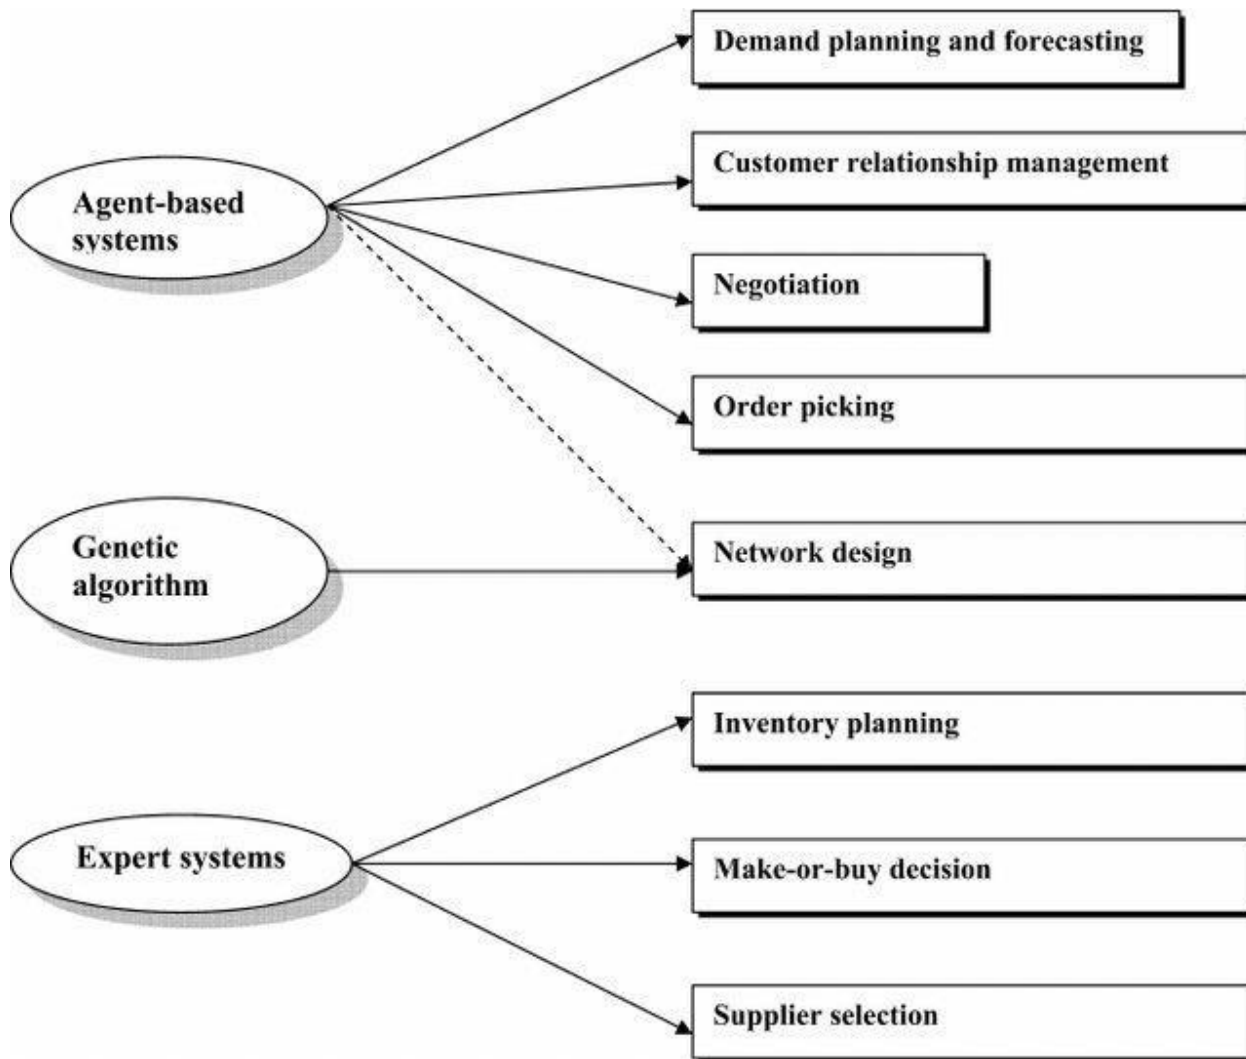 Demand planning and forecasting
Customer relationship management
Agent-based
systems
Negotiation
Order picking
Genetic
algorithm
Network design
Inventory planning
Expert systems
Make-or-buy decision
Supplier selection